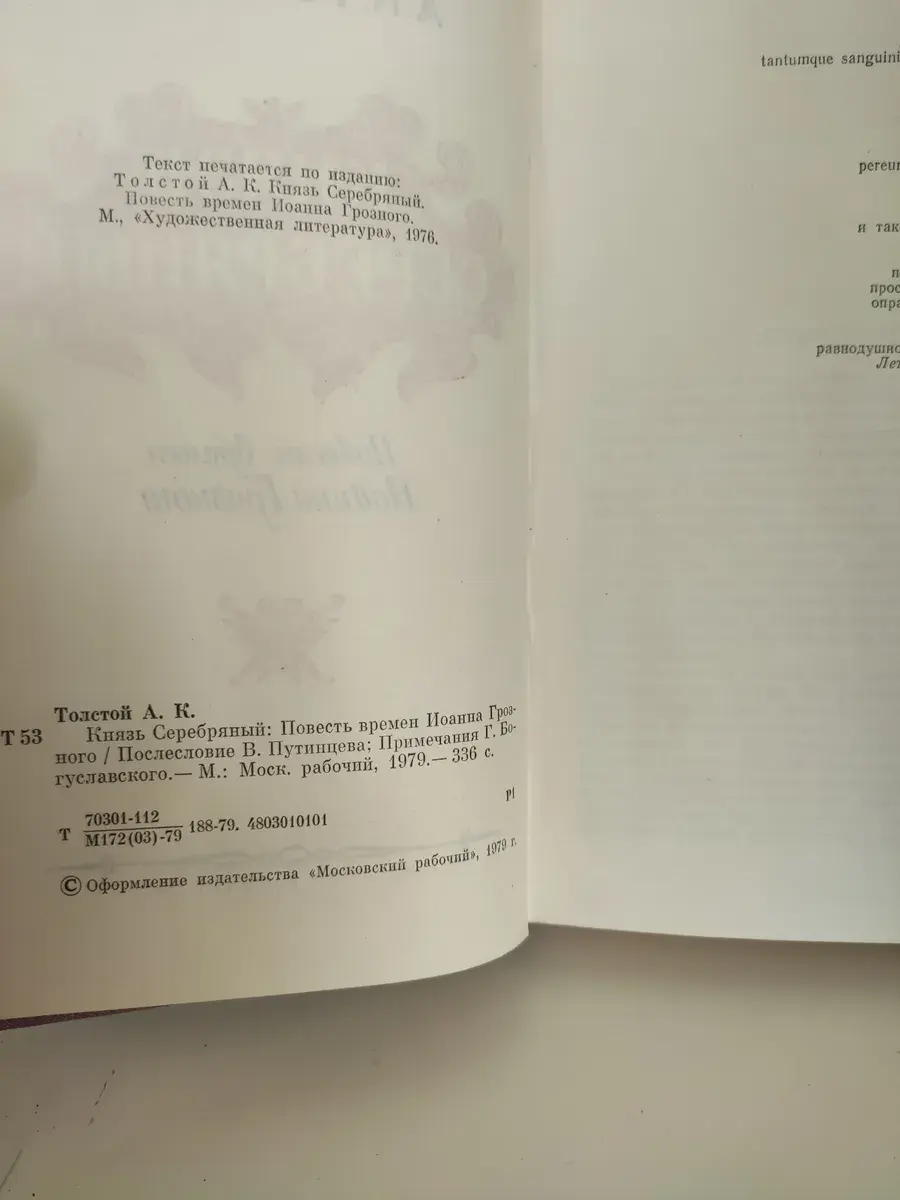 Текст печатается по изданию:
Толстой А. К. Князь Серебряный.
Повесть времен Иоанна Грозного.
М., «Художественная литература», 1976.
Толстой А. К.
Т 53 Князь Серебряный: Повесть времен Иоанна Гроз-
ного / Послесловие В. Путинцева; Примечания Г. Бо-
гуславского.— М.: Моск. рабочий, 1979.— 336 с.
Т 70301-112
М172(03)-79 188-79. 4803010101
Р1
© Оформление издательства «Московский рабочий», 1979 г.
tantumque sanguini
pereun
и так
п
прос
опра
равнодушно
Лет